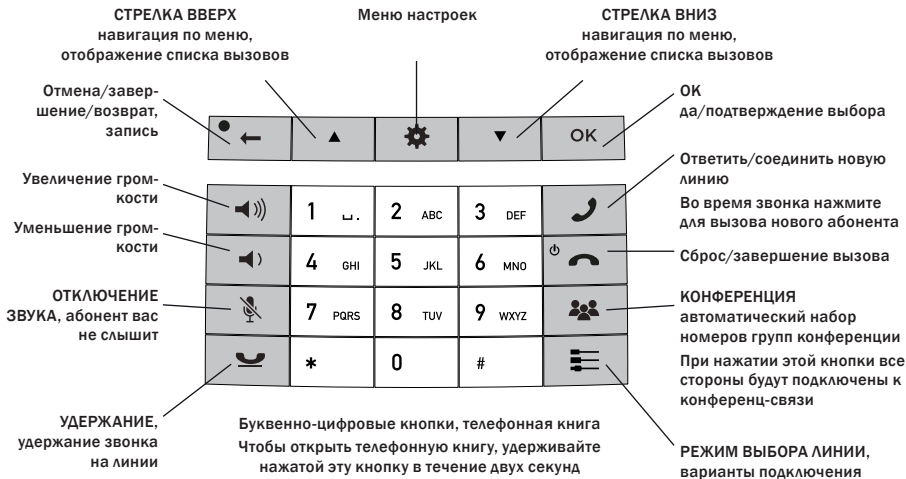 СТРЕЛКА ВВЕРХ
навигация по меню,
отображение списка вызовов
Меню настроек
СТРЕЛКА ВНИЗ
навигация по меню,
отображение списка вызовов
Отмена/завер-
шение/возврат,
запись
ОК
да/подтверждение выбора
OK
Увеличение гром-
кости
Уменьшение гром-
кости
ОТКЛЮЧЕНИЕ
ЗВУКА, абонент вас
не слышит
УДЕРЖАНИЕ,
удержание звонка
на линии
1 ␣.
2 ABC
3 DEF
4 GHI
5 JKL
6 MNO
7 PQRS
8 TUV
9 WXYZ
*
0
#
Ответить/соединить новую
линию
Во время звонка нажмите
для вызова нового абонента
Сброс/завершение вызова
КОНФЕРЕНЦИЯ
автоматический набор
номеров групп конференции
При нажатии этой кнопки все
стороны будут подключены к
конференц-связи
Буквенно-цифровые кнопки, телефонная книга
Чтобы открыть телефонную книгу, удерживайте
нажатой эту кнопку в течение двух секунд
РЕЖИМ ВЫБОРА ЛИНИИ,
варианты подключения